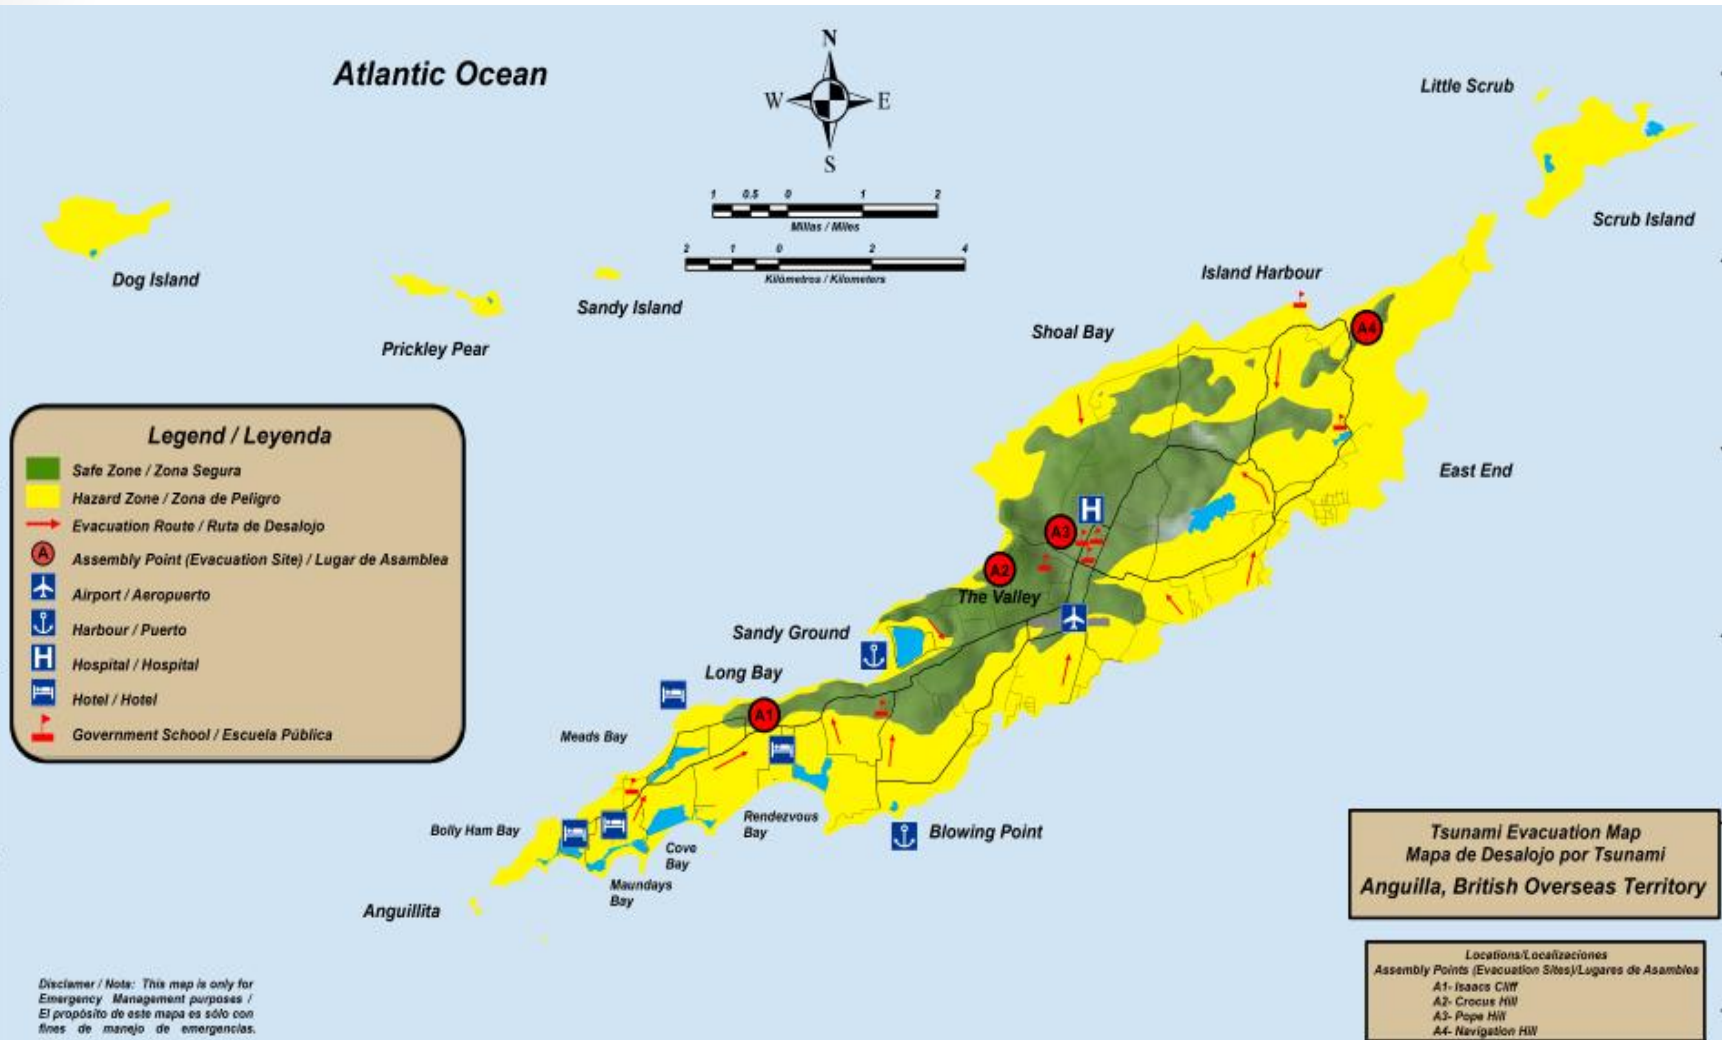 Atlantic Ocean
N
W
E
S
1 0.5 0 1 2
Millas / Miles
2 1 0 2 4
Kilómetros / Kilometers
Little Scrub
Scrub Island
Dog Island
Prickley Pear
Sandy Island
Island Harbour
Shoal Bay
A4
East End
H
A3
A2
The Valley
Sandy Ground
Long Bay
A1
Meads Bay
Bolly Ham Bay
Rendezvous
Bay
Cove
Bay
Maundays
Bay
Blowing Point
Anguillita
Legend / Leyenda
Safe Zone / Zona Segura
Hazard Zone / Zona de Peligro
Evacuation Route / Ruta de Desalojo
A Assembly Point (Evacuation Site) / Lugar de Asamblea
Airport / Aeropuerto
Harbour / Puerto
H Hospital / Hospital
Hotel / Hotel
Government School / Escuela Pública
Tsunami Evacuation Map
Mapa de Desalojo por Tsunami
Anguilla, British Overseas Territory
Locations/Localizaciones
Assembly Points (Evacuation Sites)/Lugares de Asamblea
A1- Isaacs Cliff
A2- Crocus Hill
A3- Pope Hill
A4- Navigation Hill
Disclamer / Nota: This map is only for
Emergency Management purposes /
El propósito de este mapa es sólo con
fines de manejo de emergencias.